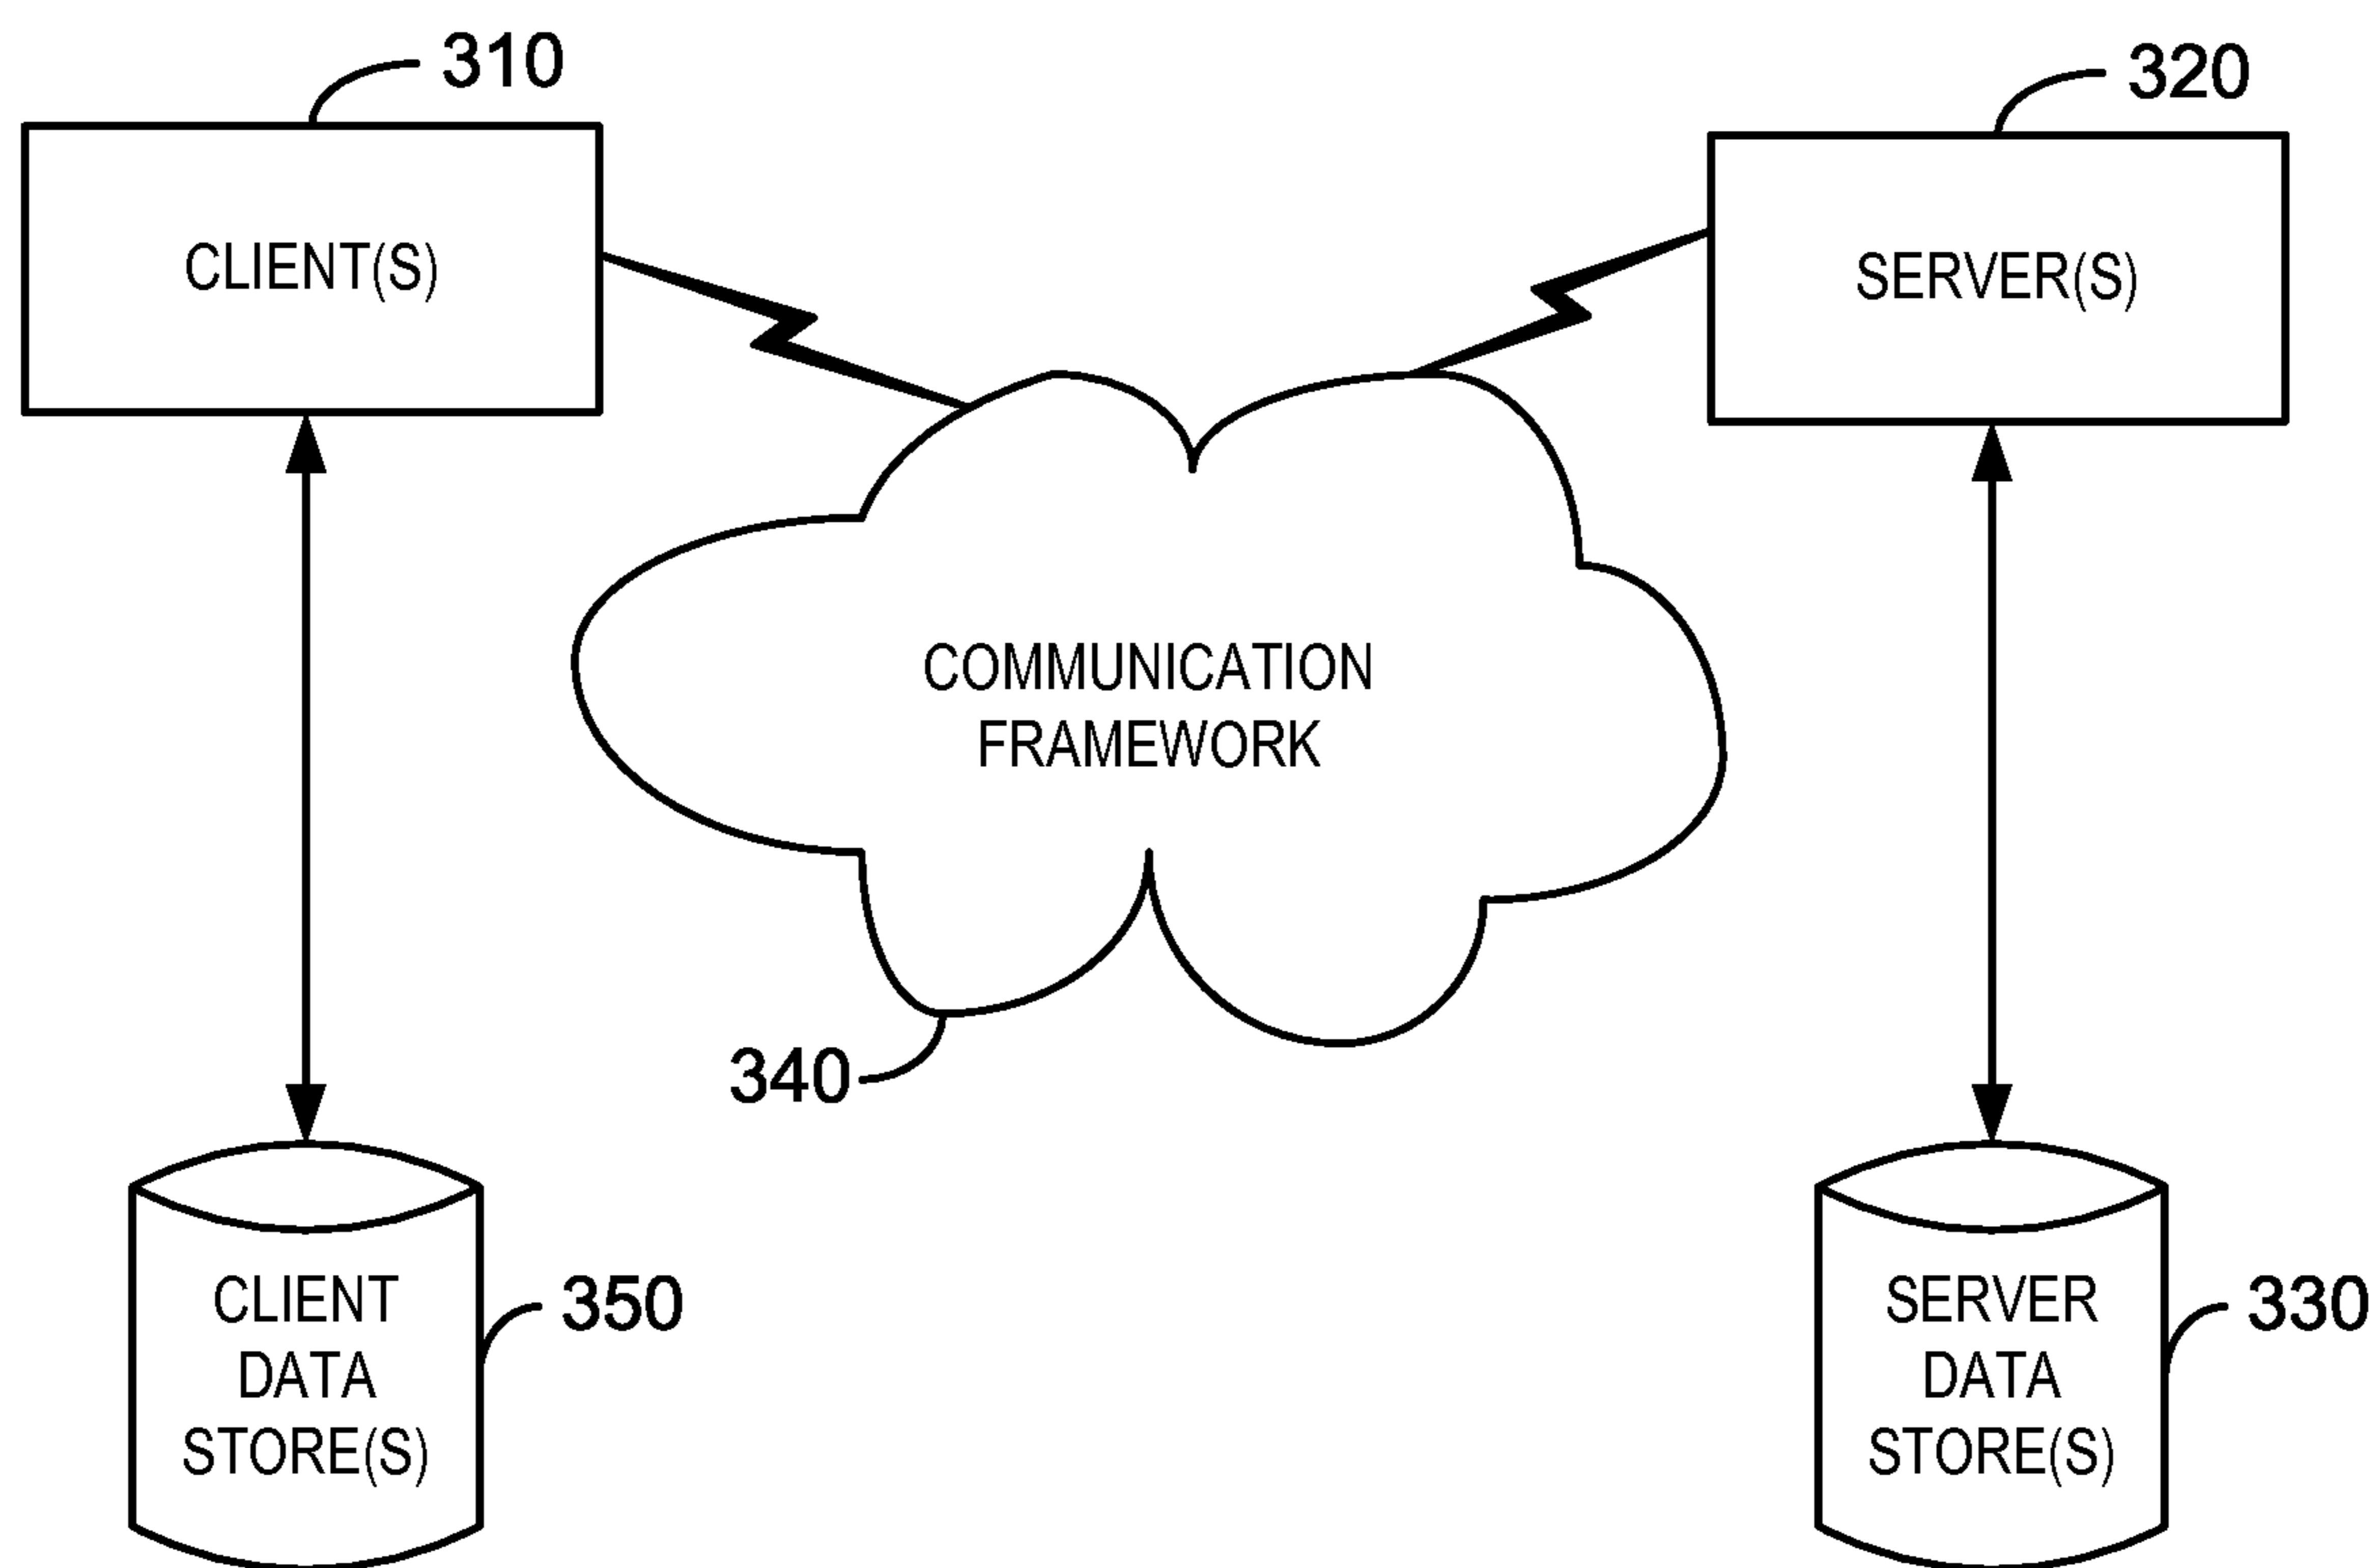 310
320
CLIENT(S)
SERVER(S)
COMMUNICATION
FRAMEWORK
340
CLIENT
DATA
STORE(S)
350
SERVER
DATA
STORE(S)
330